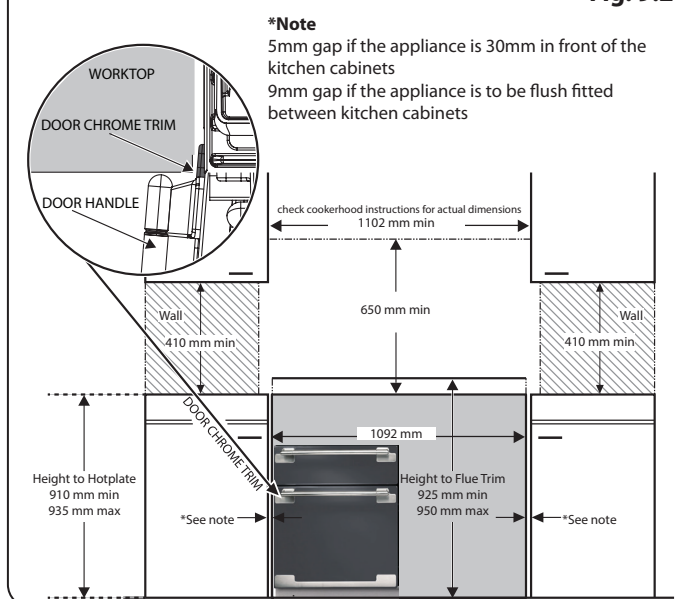 *Note
5mm gap if the appliance is 30mm in front of the
kitchen cabinets
9mm gap if the appliance is to be flush fitted
between kitchen cabinets
WORKTOP
DOOR CHROME TRIM
DOOR HANDLE
check cookerhood instructions for actual dimensions
1102 mm min
650 mm min
Wall
410 mm min
Wall
410 mm min
DOOR CHROME TRIM
1092 mm
Height to Hotplate
910 mm min
935 mm max
Height to Flue Trim
925 mm min
950 mm max
*See note
*See note